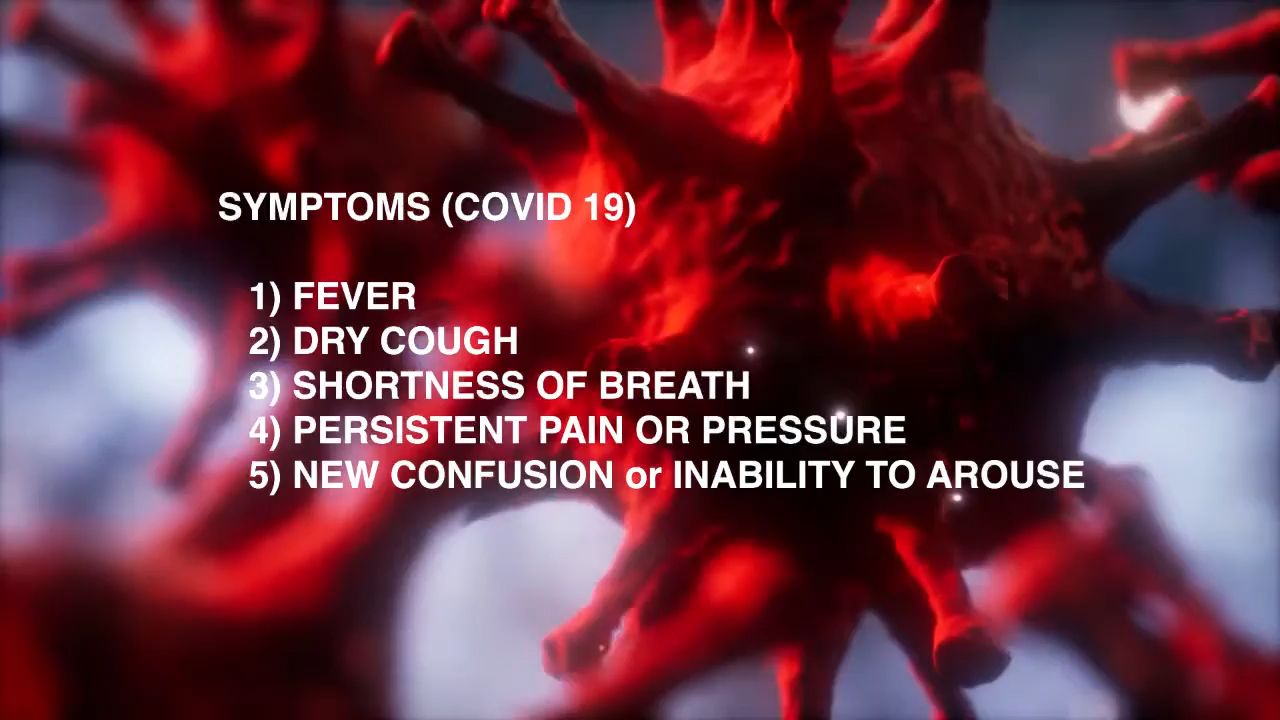 SYMPTOMS (COVID 19)
1) FEVER
2) DRY COUGH
3) SHORTNESS OF BREATH
4) PERSISTENT PAIN OR PRESSURE
5) NEW CONFUSION or INABILITY TO AROUSE